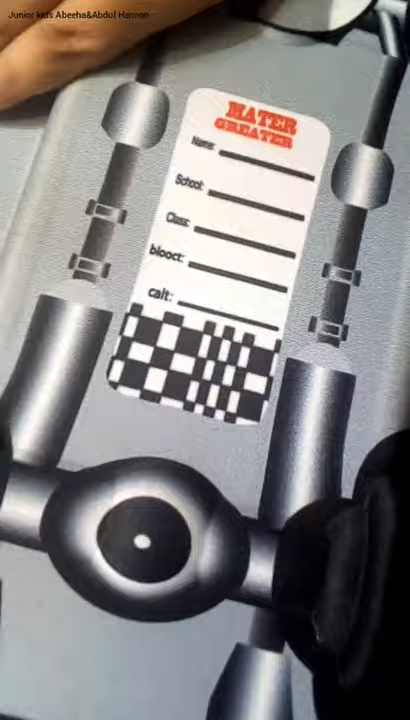 Junior kids Abeeha&Abdul Hannan
MATER
GREATER
Name:
School:
Class:
blooct:
calt: